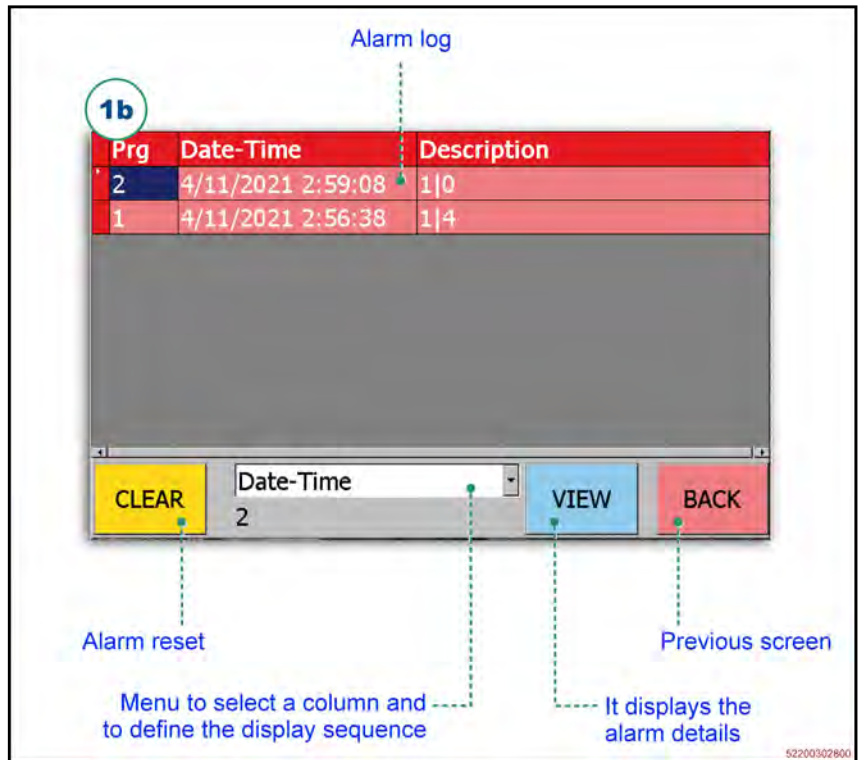 Alarm log
1b
Prg Date-Time Description
2 4/11/2021 2:59:08 1|0
1 4/11/2021 2:56:38 1|4
CLEAR Date-Time VIEW BACK
2
Alarm reset Previous screen
Menu to select a column and It displays the
to define the display sequence alarm details
52200302800